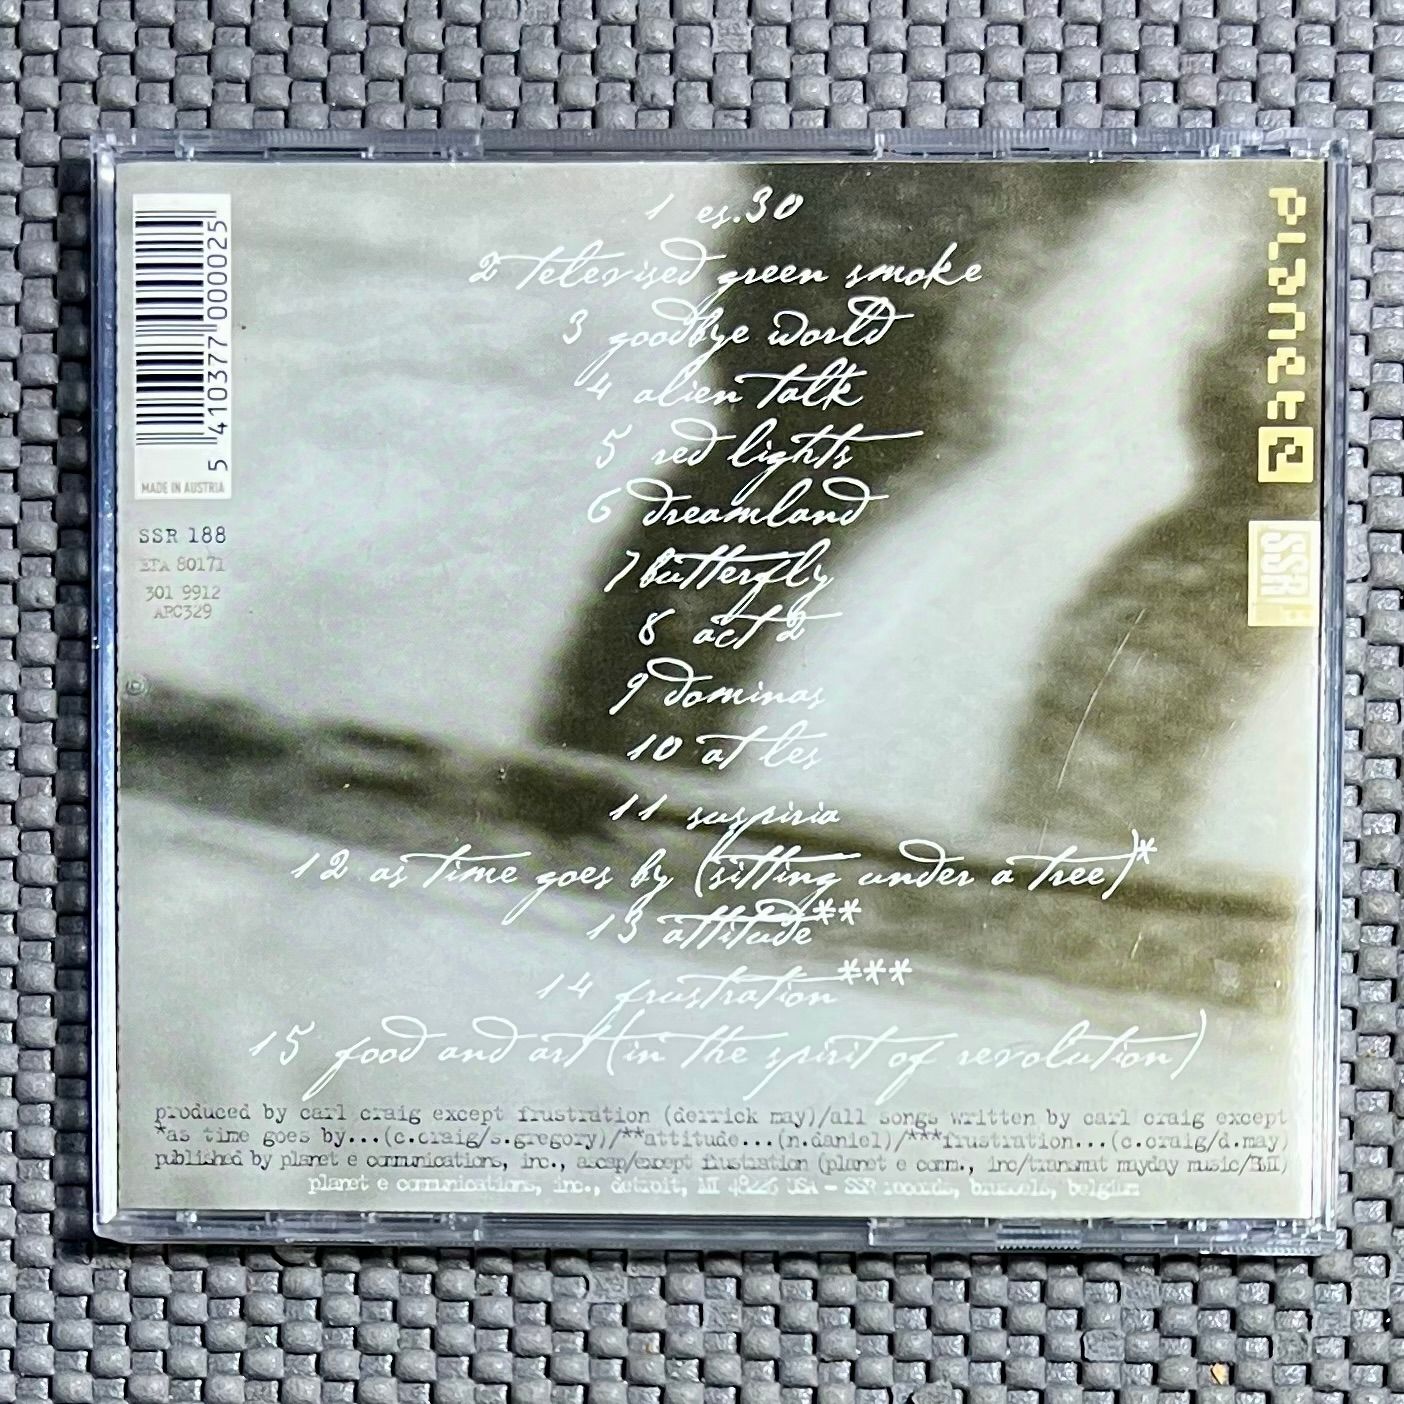 1 es.30
2 televised green smoke
3 goodbye world
4 alien talk
5 red lights
6 dreamland
7 butterfly
8 act 2
9 dominas
10 at les
11 suspiria
12 as time goes by (sitting under a tree)*
13 attitude**
14 frustration***
15 food and art (in the spirit of revolution)
produced by carl craig except frustration (derrick may)/all songs written by carl craig except
*as time goes by...(c.craig/s.gregory)/**attitude...(n.daniel)/***frustration...(c.craig/d.may)
published by planet e communications, inc., ascap/except frustration (planet e comm., inc/transmat mayday music/BMI)
planet e communications, inc., detroit, MI 48226 USA - SSR records, brussels, belgium
5 410377 000025
MADE IN AUSTRIA
SSR 188
EFA 80171
301 9912
ARC329
PLANET E
SSR